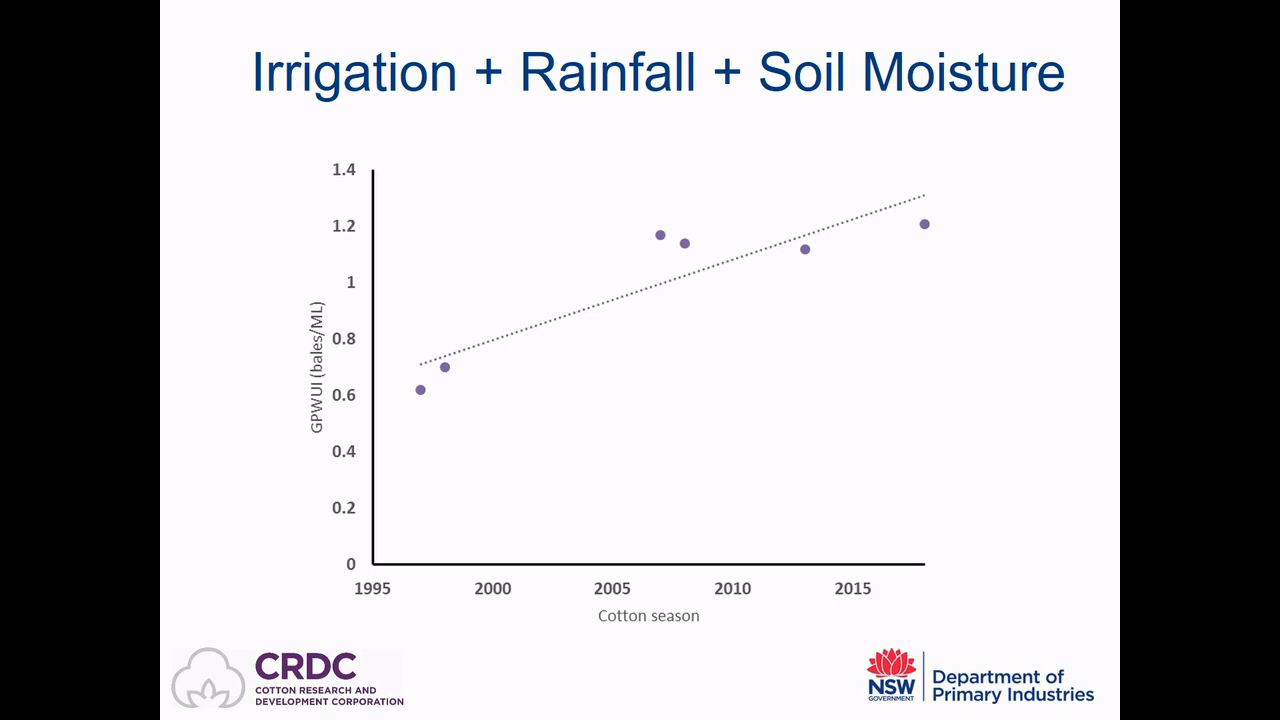 Irrigation + Rainfall + Soil Moisture
1.4
1.2
1
0.8
0.6
0.4
0.2
0
GPWUI (bales/ML)
1995 2000 2005 2010 2015
Cotton season
CRDC
COTTON RESEARCH AND
DEVELOPMENT CORPORATION
NSW
GOVERNMENT
Department of
Primary Industries